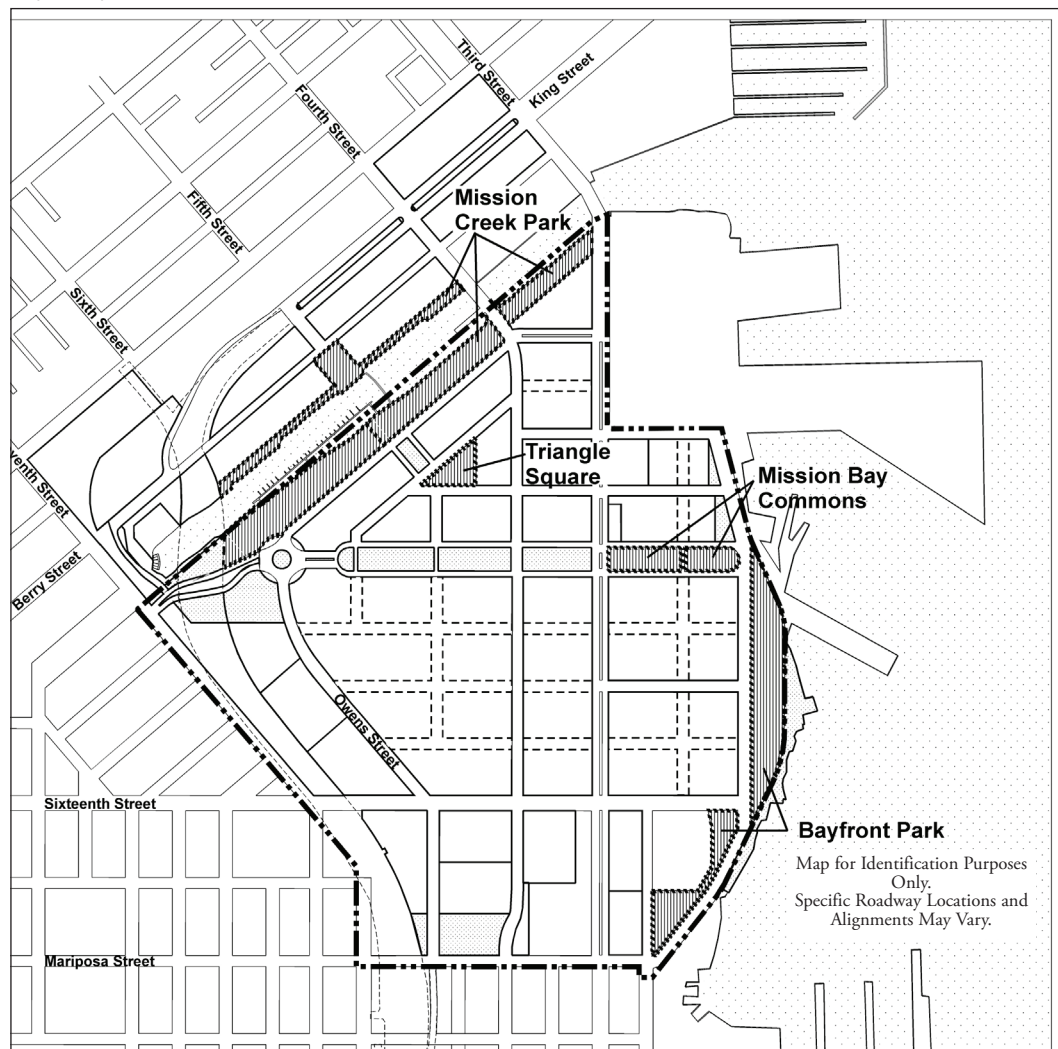 Third Street
King Street
Fourth Street
Mission
Creek Park
Fifth Street
Sixth Street
Triangle
Square
Mission Bay
Commons
venth Street
Berry Street
Owens Street
Sixteenth Street
Bayfront Park
Map for Identification Purposes
Only.
Specific Roadway Locations and
Alignments May Vary.
Mariposa Street